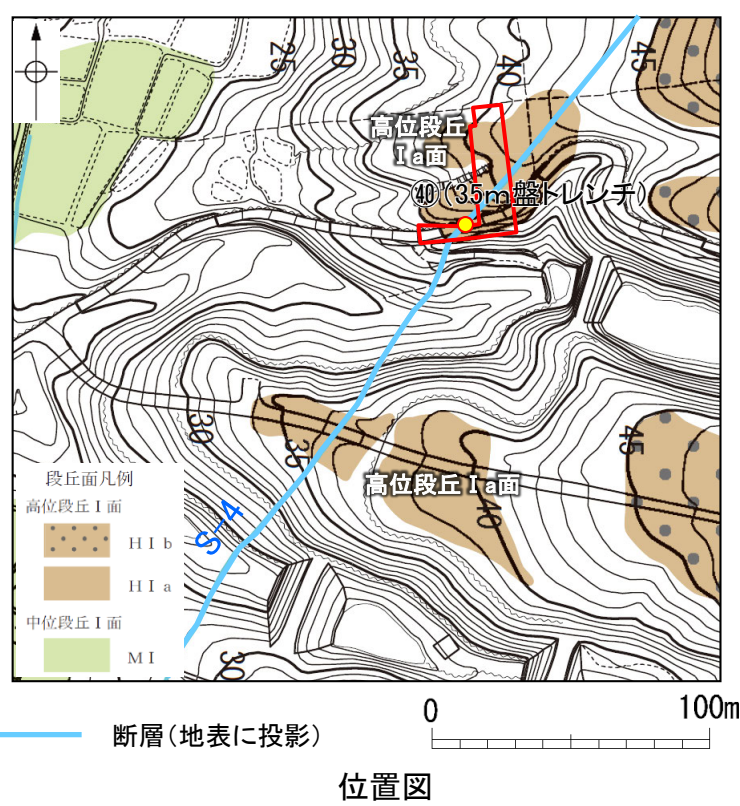 25
30
35
40
45
高位段丘
Ⅰa面
40(35m盤トレンチ)
30
35
高位段丘Ⅰa面
40
45
S-4
30
段丘面凡例
高位段丘Ⅰ面
HⅠb
HⅠa
中位段丘Ⅰ面
MⅠ
断層(地表に投影)
0
100m
位置図